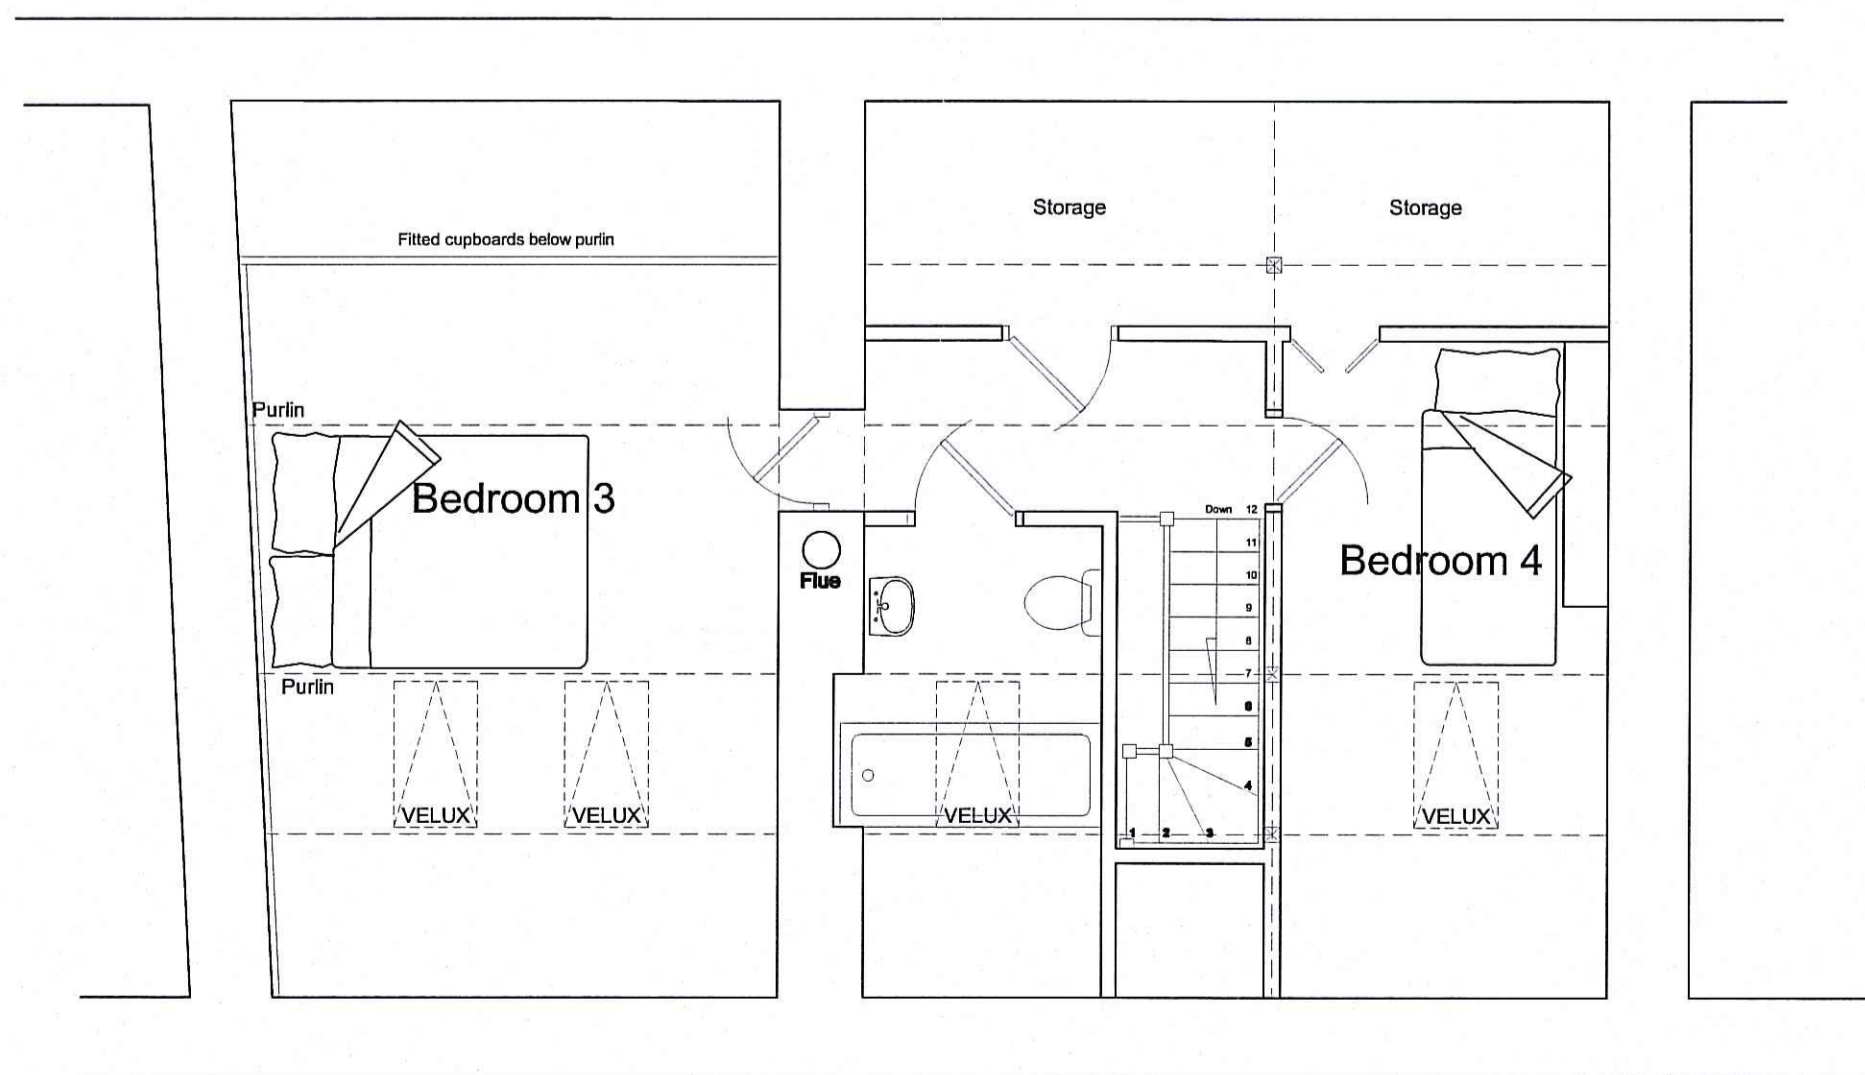 Storage
Storage
Fitted cupboards below purlin
Purlin
Bedroom 3
Down 12
11
10
9
8
7
6
5
4
3
2
1
Flue
Bedroom 4
Purlin
VELUX
VELUX
VELUX
VELUX